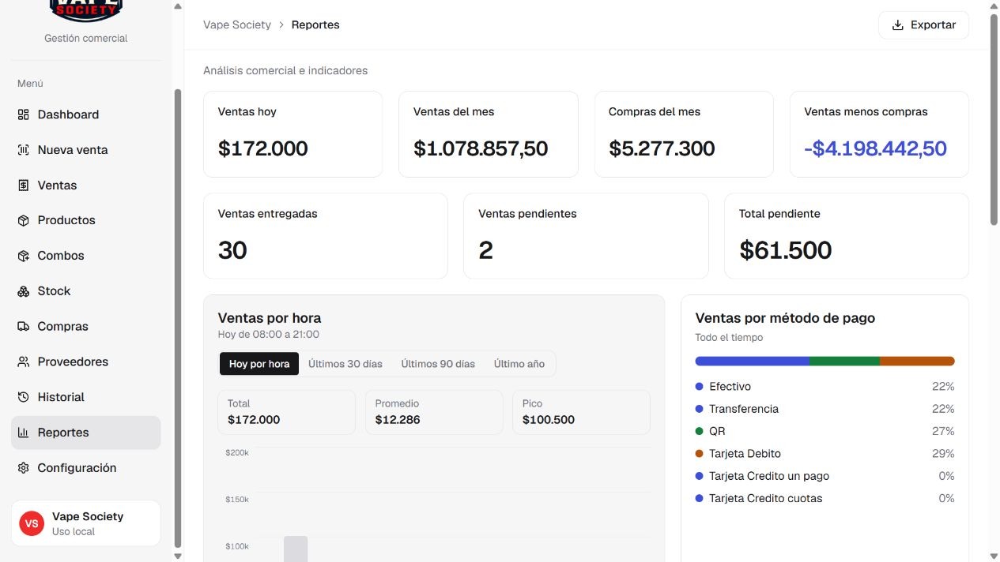 VAPE
SOCIETY
Gestión comercial
Menú
Dashboard
Nueva venta
Ventas
Productos
Combos
Stock
Compras
Proveedores
Historial
Reportes
Configuración
VS
Vape Society
Uso local
Vape Society > Reportes
Exportar
Análisis comercial e indicadores
Ventas hoy
$172.000
Ventas del mes
$1.078.857,50
Compras del mes
$5.277.300
Ventas menos compras
-$4.198.442,50
Ventas entregadas
30
Ventas pendientes
2
Total pendiente
$61.500
Ventas por hora
Hoy de 08:00 a 21:00
Hoy por hora Últimos 30 días Últimos 90 días Último año
Total
$172.000
Promedio
$12.286
Pico
$100.500
$200k
$150k
$100k
Ventas por método de pago
Todo el tiempo
Efectivo 22%
Transferencia 22%
QR 27%
Tarjeta Debito 29%
Tarjeta Credito un pago 0%
Tarjeta Credito cuotas 0%